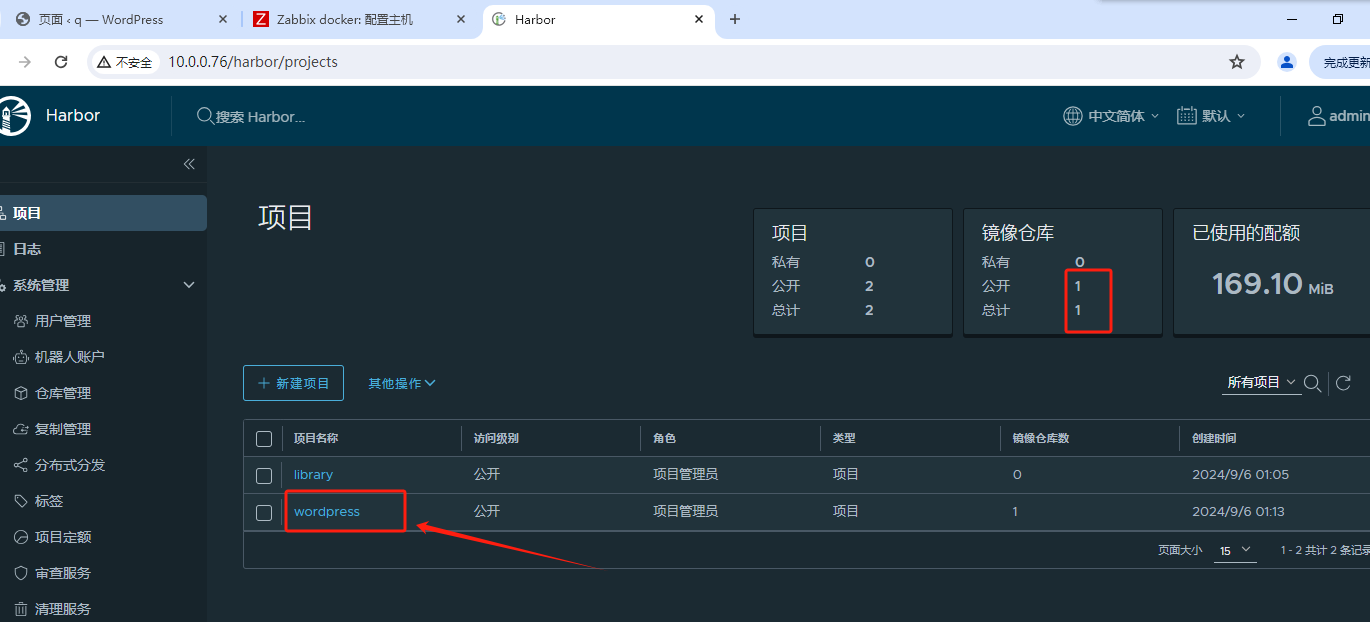 页面 ‹ q — WordPress
Zabbix docker: 配置主机
Harbor
不安全
10.0.0.76/harbor/projects
完成更新
Harbor
搜索 Harbor...
中文简体
默认
admin
项目
日志
系统管理
用户管理
机器人账户
仓库管理
复制管理
分布式分发
标签
项目定额
审查服务
清理服务
项目
项目
私有 0
公开 2
总计 2
镜像仓库
私有 0
公开 1
总计 1
已使用的配额
169.10 MiB
新建项目
其他操作
所有项目
项目名称 访问级别 角色 类型 镜像仓库数 创建时间
library 公开 项目管理员 项目 0 2024/9/6 01:05
wordpress 公开 项目管理员 项目 1 2024/9/6 01:13
页面大小 15 1 - 2 共计 2 条记录